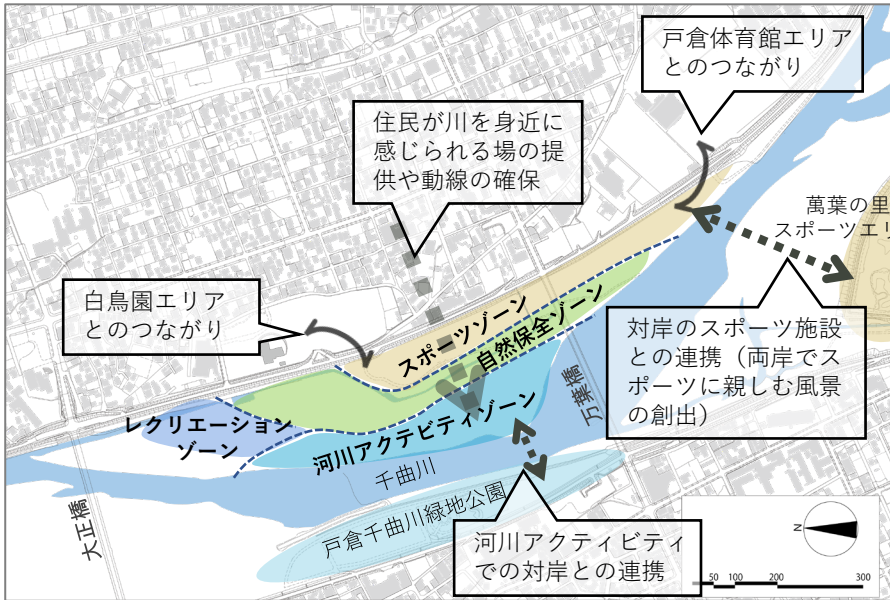 戸倉体育館エリア
とのつながり
住民が川を身近に
感じられる場の提
供や動線の確保
萬葉の里
スポーツエリ
白鳥園エリア
とのつながり
スポーツゾーン
自然保全ゾーン
対岸のスポーツ施設
との連携（両岸でス
ポーツに親しむ風景
の創出）
万葉橋
レクリエーション
ゾーン
河川アクテビティゾーン
千曲川
大正橋
戸倉千曲川緑地公園
河川アクティビティ
での対岸との連携
N
50 100 200 300